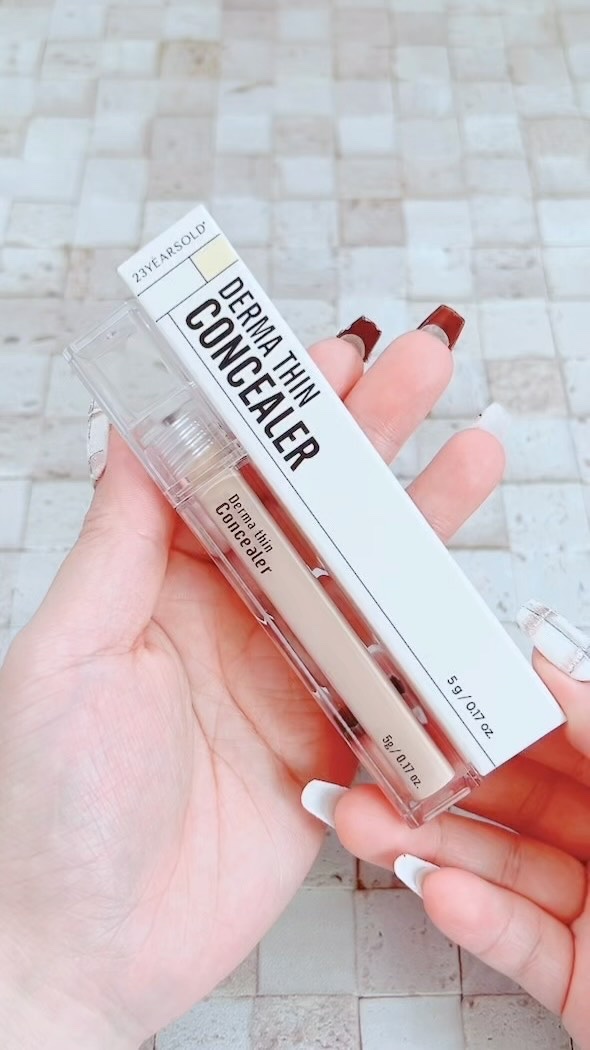 23YEARSOLD
DERMA THIN
CONCEALER
5 g / 0.17 oz.
Derma thin
Concealer
5g / 0.17 oz.